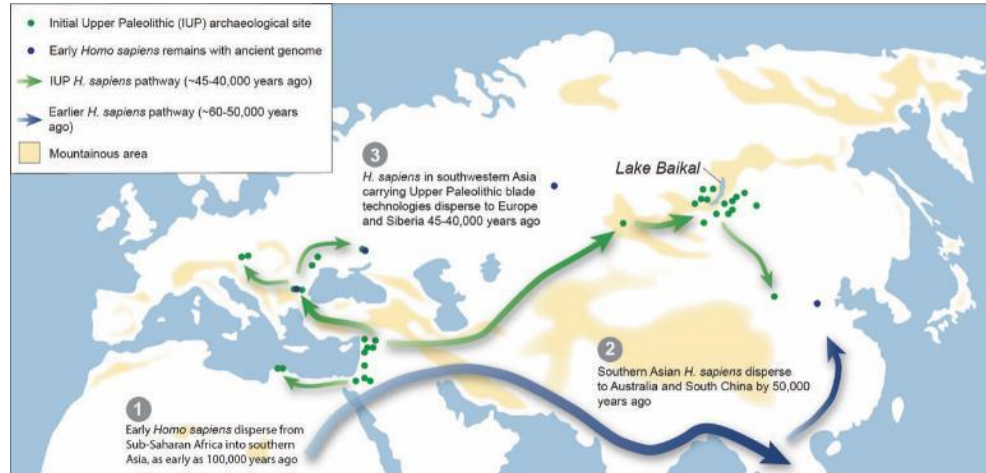 Initial Upper Paleolithic (IUP) archaeological site
Early Homo sapiens remains with ancient genome
IUP H. sapiens pathway (~45-40,000 years ago)
Earlier H. sapiens pathway (~60-50,000 years
ago)
Mountainous area
3
H. sapiens in southwestern Asia
carrying Upper Paleolithic blade
technologies disperse to Europe
and Siberia 45-40,000 years ago
Lake Baikal
2
Southern Asian H. sapiens disperse
to Australia and South China by 50,000
years ago
1
Early Homo sapiens disperse from
Sub-Saharan Africa into southern
Asia, as early as 100,000 years ago